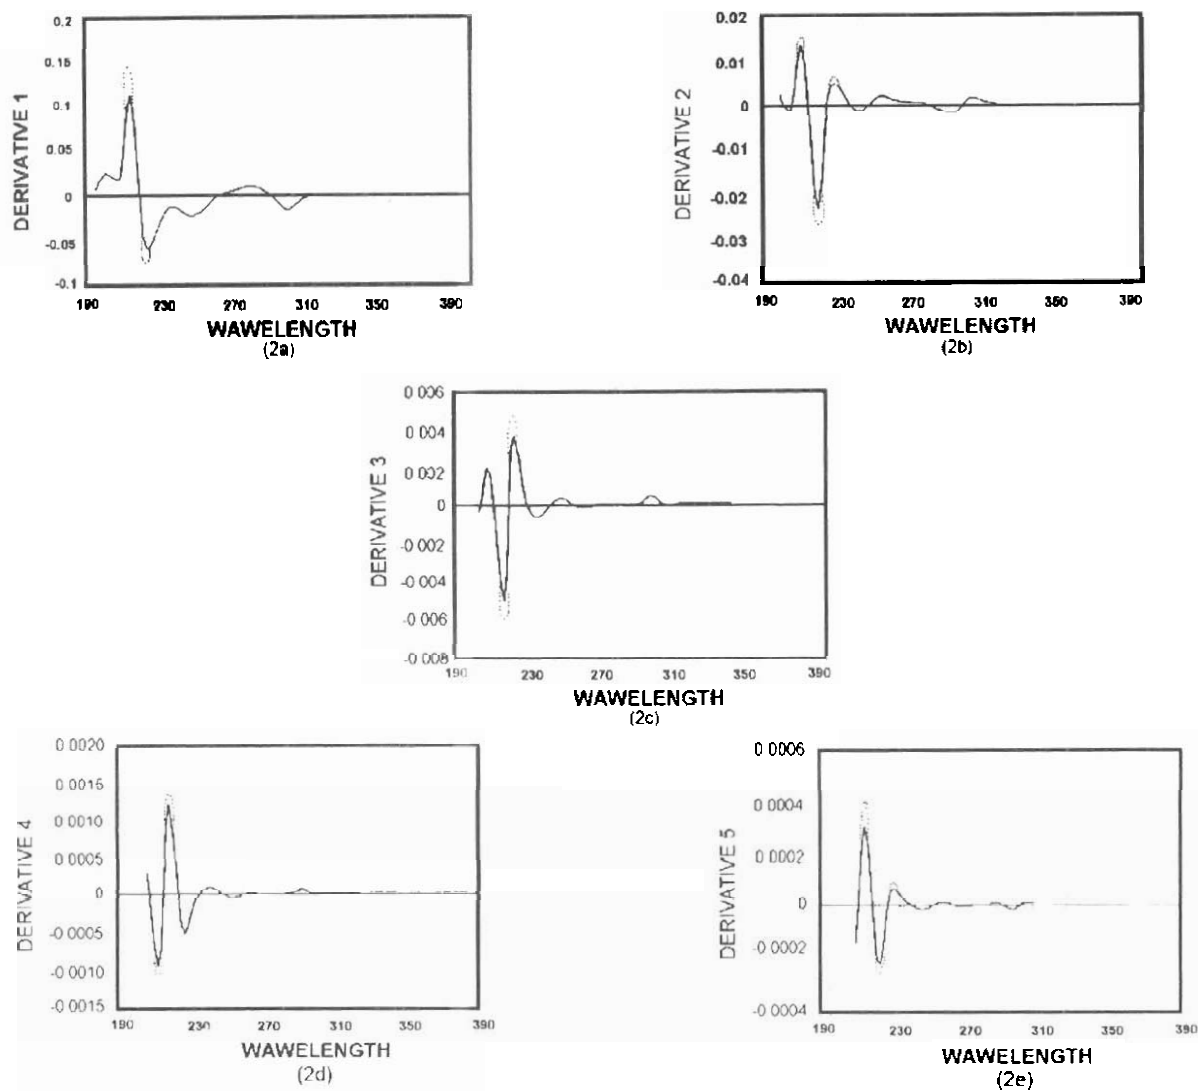 0.2
0.15
0.1
0.05
0
-0.05
-0.1
DERIVATIVE 1
190 230 270 310 350 390
WAWELENGTH
(2a)
0.02
0.01
0
-0.01
-0.02
-0.03
-0.04
DERIVATIVE 2
190 230 270 310 350 390
WAWELENGTH
(2b)
0 006
0 004
0 002
0
-0 002
-0 004
-0 006
-0 008
DERIVATIVE 3
190 230 270 310 350 390
WAWELENGTH
(2c)
0.0020
0 0015
0 0010
0 0005
0
-0 0005
-0 0010
-0 0015
DERIVATIVE 4
190 230 270 310 350 390
WAWELENGTH
(2d)
0 0006
0 0004
0 0002
0
-0 0002
-0 0004
DERIVATIVE 5
190 230 270 310 350 390
WAWELENGTH
(2e)